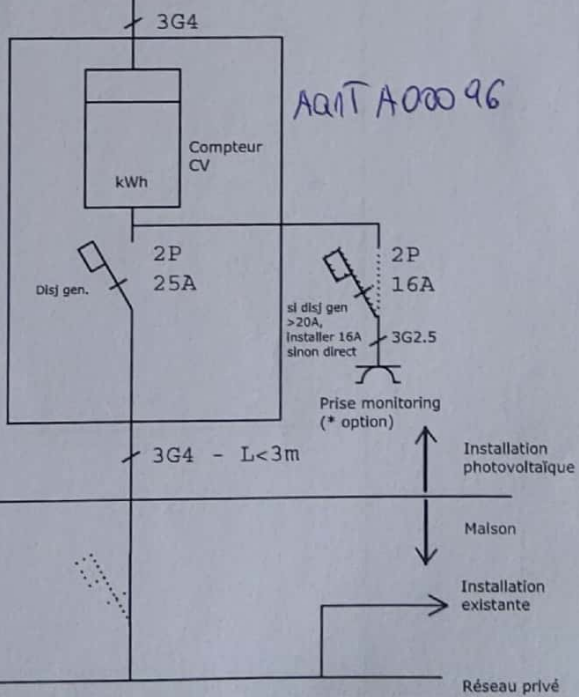 3G4
AQ1TA00096
Compteur
CV
kWh
2P
25A
Disj gen.
2P
16A
si disj gen
>20A,
installer 16A
sinon direct
3G2.5
Prise monitoring
(* option)
3G4 - L<3m
Installation
photovoltaïque
Maison
Installation
existante
Réseau privé